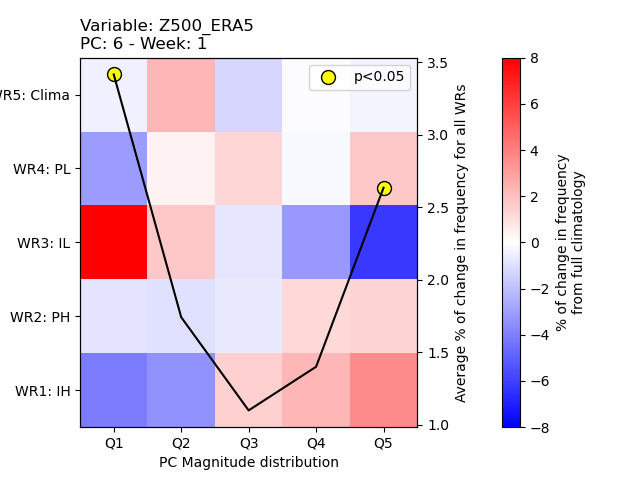 Variable: Z500_ERA5
PC: 6 - Week: 1
p<0.05
WR5: Clima
WR4: PL
WR3: IL
WR2: PH
WR1: IH
Q1 Q2 Q3 Q4 Q5
PC Magnitude distribution
3.5
3.0
2.5
2.0
1.5
1.0
Average % of change in frequency for all WRs
8
6
4
2
0
−2
−4
−6
−8
% of change in frequency
from full climatology